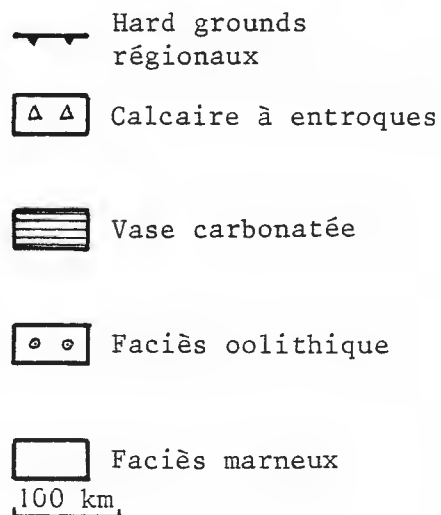 Hard grounds
régionaux
Calcaire à entroques
Vase carbonatée
Faciès oolithique
Faciès marneux
100 km